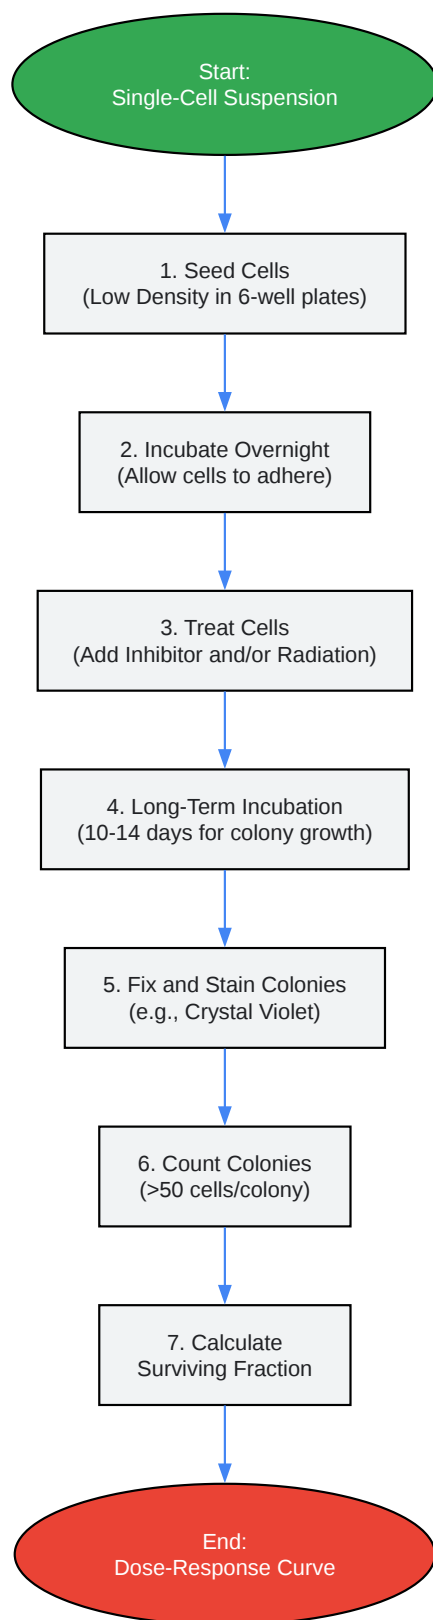 Start:
Single-Cell Suspension
1. Seed Cells
(Low Density in 6-well plates)
2. Incubate Overnight
(Allow cells to adhere)
3. Treat Cells
(Add Inhibitor and/or Radiation)
4. Long-Term Incubation
(10-14 days for colony growth)
5. Fix and Stain Colonies
(e.g., Crystal Violet)
6. Count Colonies
(>50 cells/colony)
7. Calculate
Surviving Fraction
End:
Dose-Response Curve